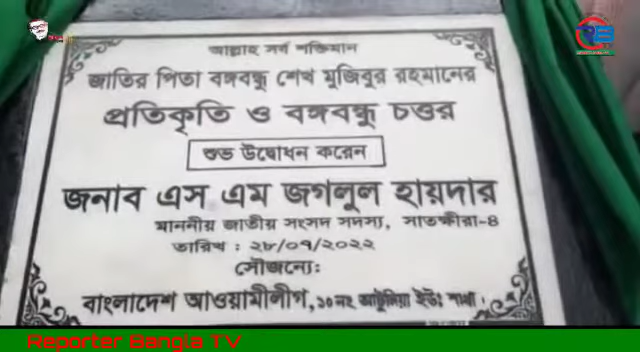 আল্লাহ সর্ব শক্তিমান
জাতির পিতা বঙ্গবন্ধু শেখ মুজিবুর রহমানের
প্রতিকৃতি ও বঙ্গবন্ধু চত্তর
শুভ উদ্বোধন করেন
জনাব এস এম জগলুল হায়দার
মাননীয় জাতীয় সংসদ সদস্য, সাতক্ষীরা-৪
তারিখ : ২৮/০৭/২০২২
সৌজন্যে:
বাংলাদেশ আওয়ামীলীগ, ১০নং আটুলিয়া ইউঃ শাখা।
Reporter Bangla TV